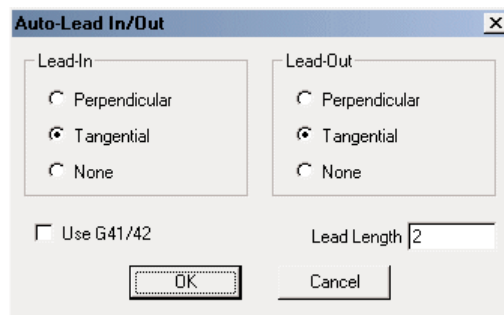 Auto-Lead In/Out
Lead-In
Lead-Out
Perpendicular
Perpendicular
Tangential
Tangential
None
None
Use G41/42
Lead Length 2
OK
Cancel